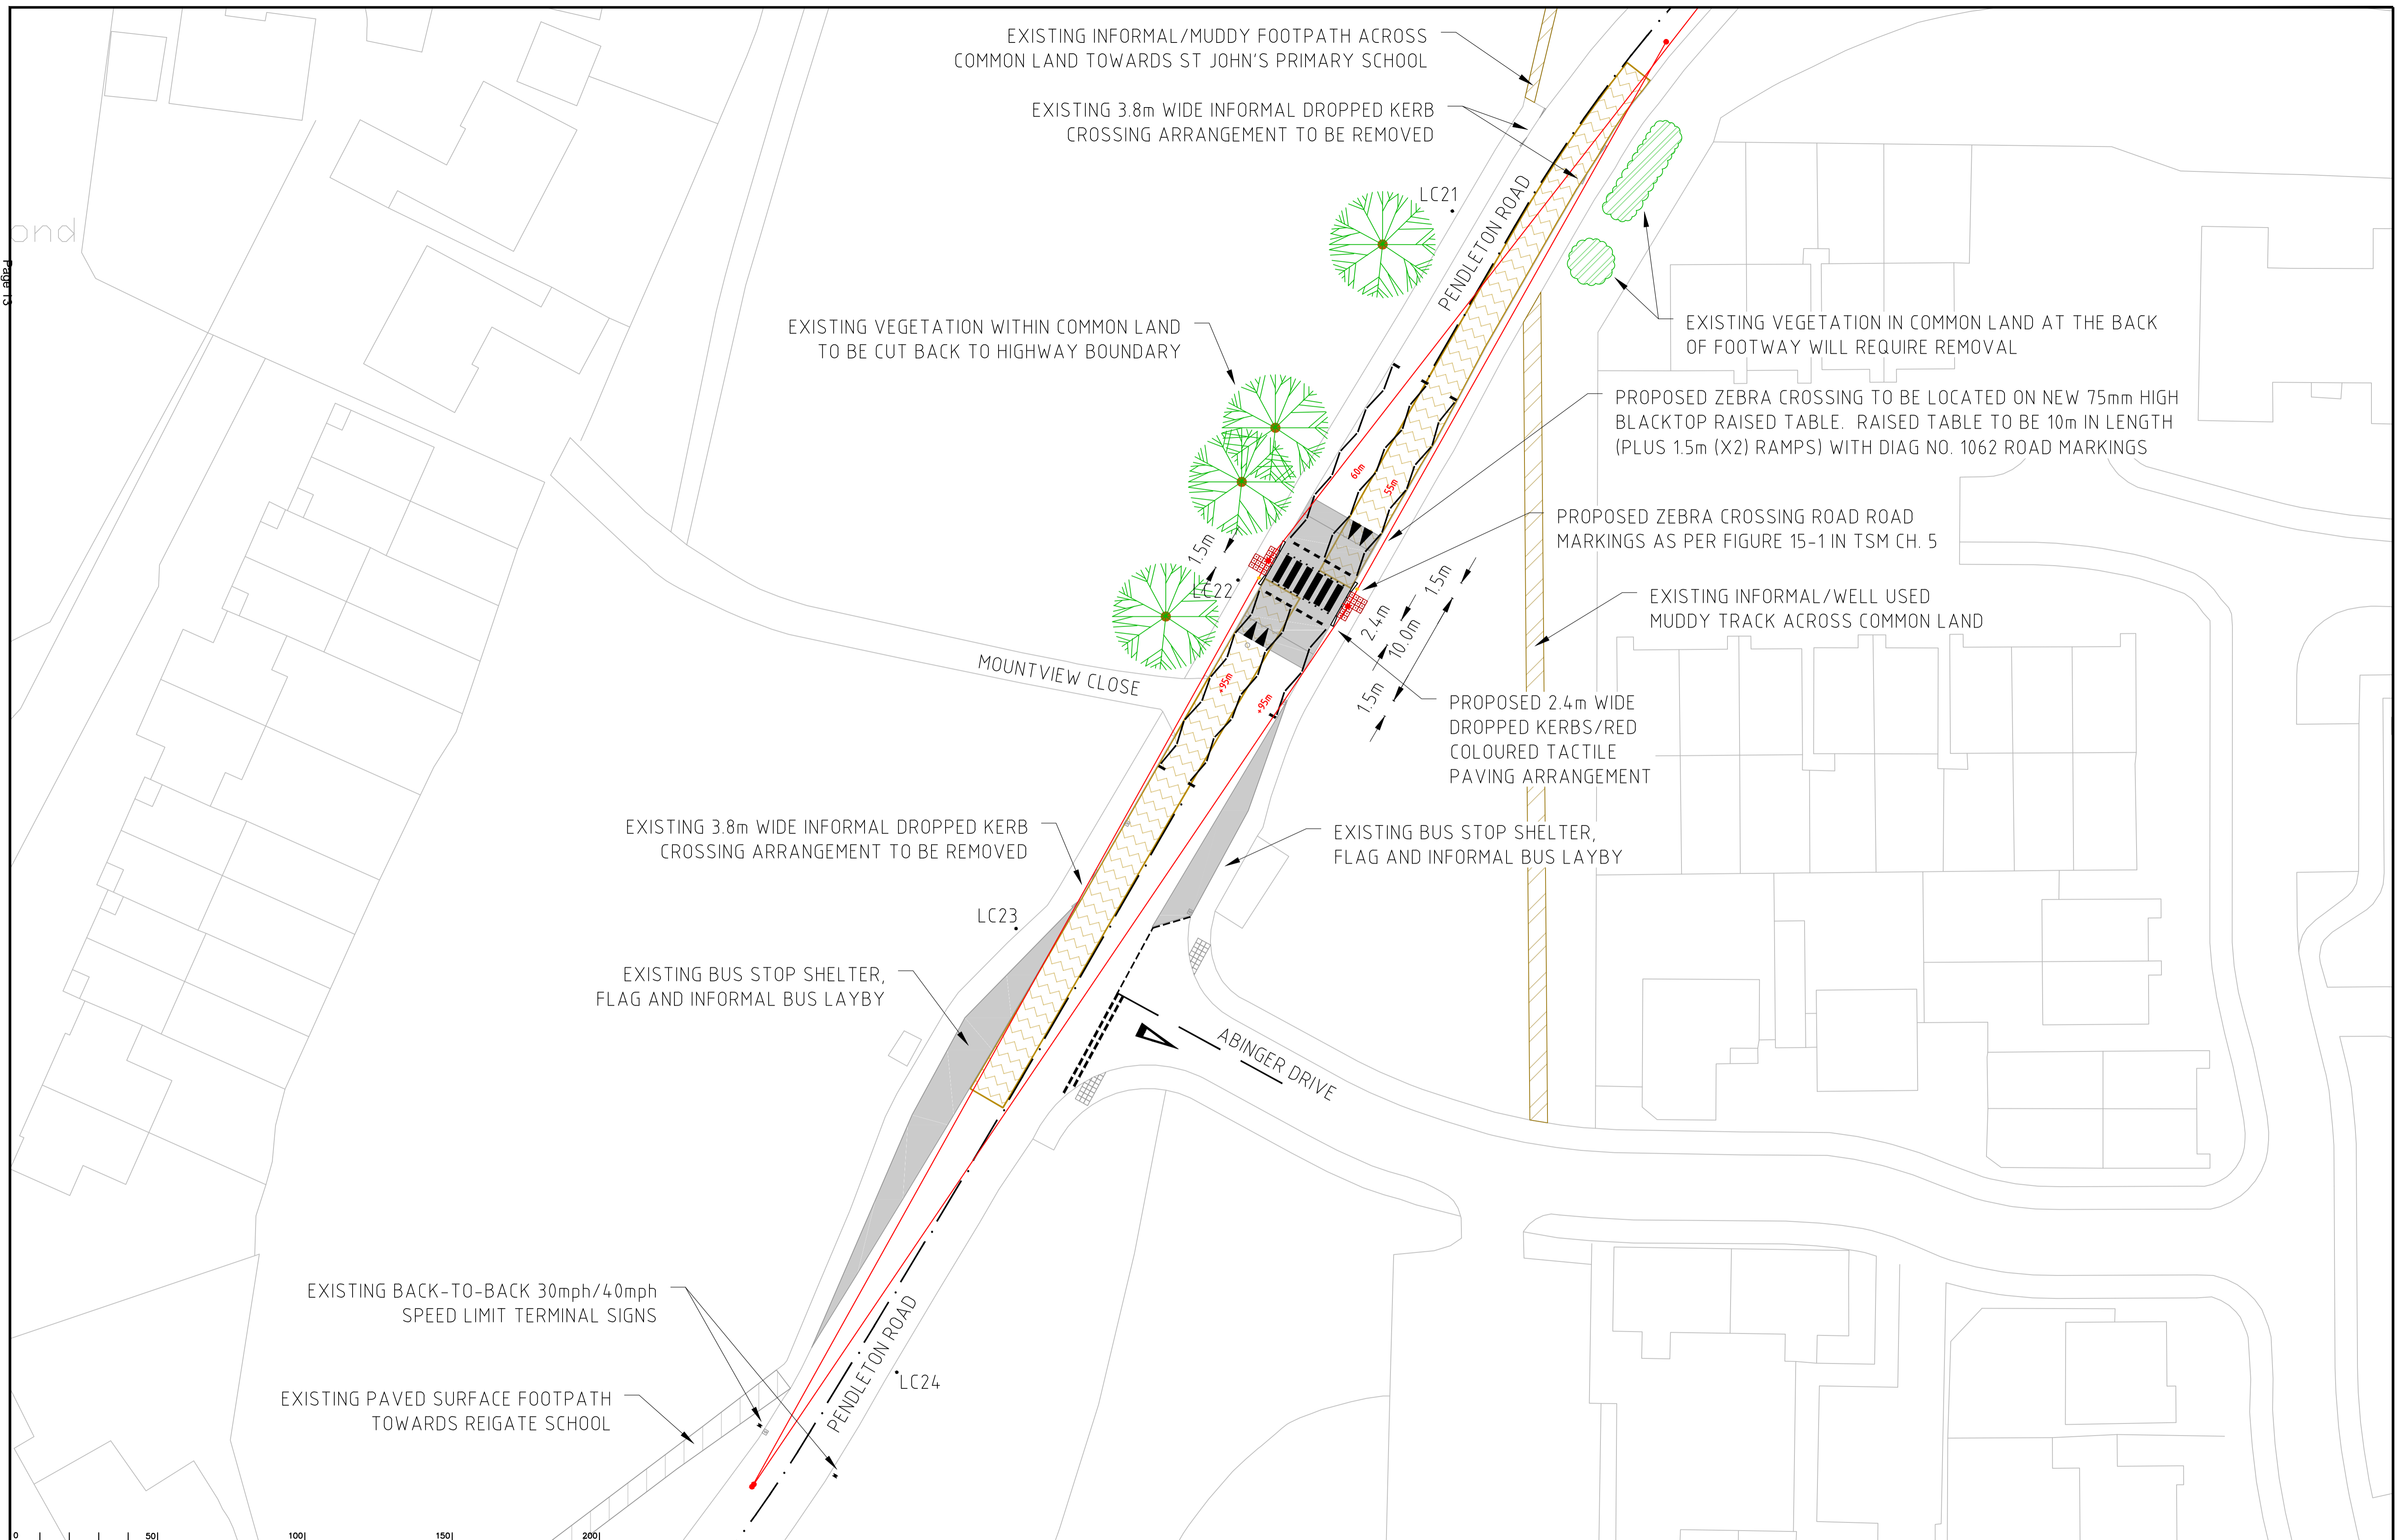 EXISTING INFORMAL/MUDDY FOOTPATH ACROSS
COMMON LAND TOWARDS ST JOHN'S PRIMARY SCHOOL
EXISTING 3.8m WIDE INFORMAL DROPPED KERB
CROSSING ARRANGEMENT TO BE REMOVED
LC21
PENDLETON ROAD
ond
EXISTING VEGETATION WITHIN COMMON LAND
TO BE CUT BACK TO HIGHWAY BOUNDARY
EXISTING VEGETATION IN COMMON LAND AT THE BACK
OF FOOTWAY WILL REQUIRE REMOVAL
PROPOSED ZEBRA CROSSING TO BE LOCATED ON NEW 75mm HIGH
BLACKTOP RAISED TABLE. RAISED TABLE TO BE 10m IN LENGTH
(PLUS 1.5m (X2) RAMPS) WITH DIAG NO. 1062 ROAD MARKINGS
60m
55m
PROPOSED ZEBRA CROSSING ROAD ROAD
MARKINGS AS PER FIGURE 15-1 IN TSM CH. 5
1.5m
LC22
1.5m
2.4m
10.0m
1.5m
EXISTING INFORMAL/WELL USED
MUDDY TRACK ACROSS COMMON LAND
MOUNTVIEW CLOSE
+95m
+95m
PROPOSED 2.4m WIDE
DROPPED KERBS/RED
COLOURED TACTILE
PAVING ARRANGEMENT
EXISTING 3.8m WIDE INFORMAL DROPPED KERB
CROSSING ARRANGEMENT TO BE REMOVED
EXISTING BUS STOP SHELTER,
FLAG AND INFORMAL BUS LAYBY
LC23
EXISTING BUS STOP SHELTER,
FLAG AND INFORMAL BUS LAYBY
ABINGER DRIVE
EXISTING BACK-TO-BACK 30mph/40mph
SPEED LIMIT TERMINAL SIGNS
PENDLETON ROAD
LC24
EXISTING PAVED SURFACE FOOTPATH
TOWARDS REIGATE SCHOOL
0 50 100 150 200